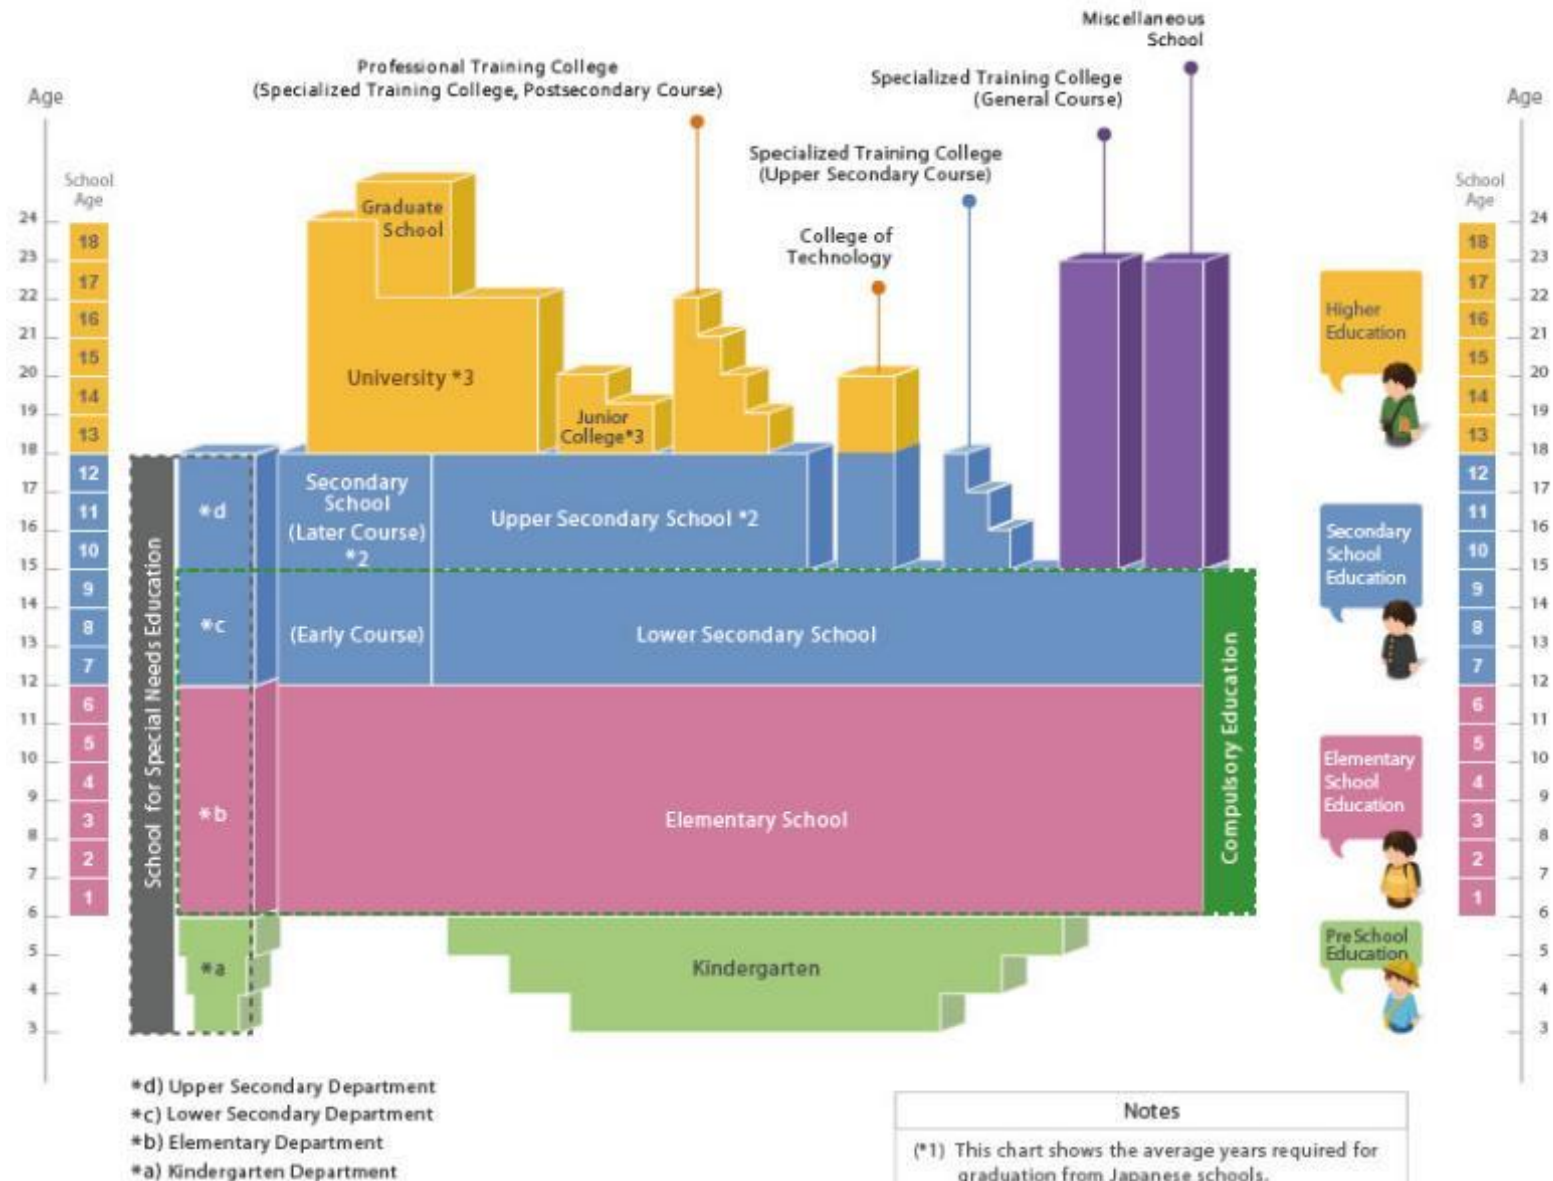 Miscellaneous
School
Professional Training College
(Specialized Training College, Postsecondary Course)
Specialized Training College
(General Course)
Specialized Training College
(Upper Secondary Course)
College of
Technology
Age
School
Age
24
23
22
21
20
19
18
17
16
15
14
13
12
11
10
9
8
7
6
5
4
3
18
17
16
15
14
13
12
11
10
9
8
7
6
5
4
3
2
1
School for Special Needs Education
*d
*c
*b
*a
Graduate
School
University *3
Junior
College*3
Secondary
School
(Later Course)
*2
Upper Secondary School *2
(Early Course)
Lower Secondary School
Elementary School
Kindergarten
Compulsory Education
Higher
Education
Secondary
School
Education
Elementary
School
Education
PreSchool
Education
Age
School
Age
18
17
16
15
14
13
12
11
10
9
8
7
6
5
4
3
2
1
24
23
22
21
20
19
18
17
16
15
14
13
12
11
10
9
8
7
6
5
4
3
*d) Upper Secondary Department
*c) Lower Secondary Department
*b) Elementary Department
*a) Kindergarten Department
Notes
(*1) This chart shows the average years required for
graduation from Japanese schools.